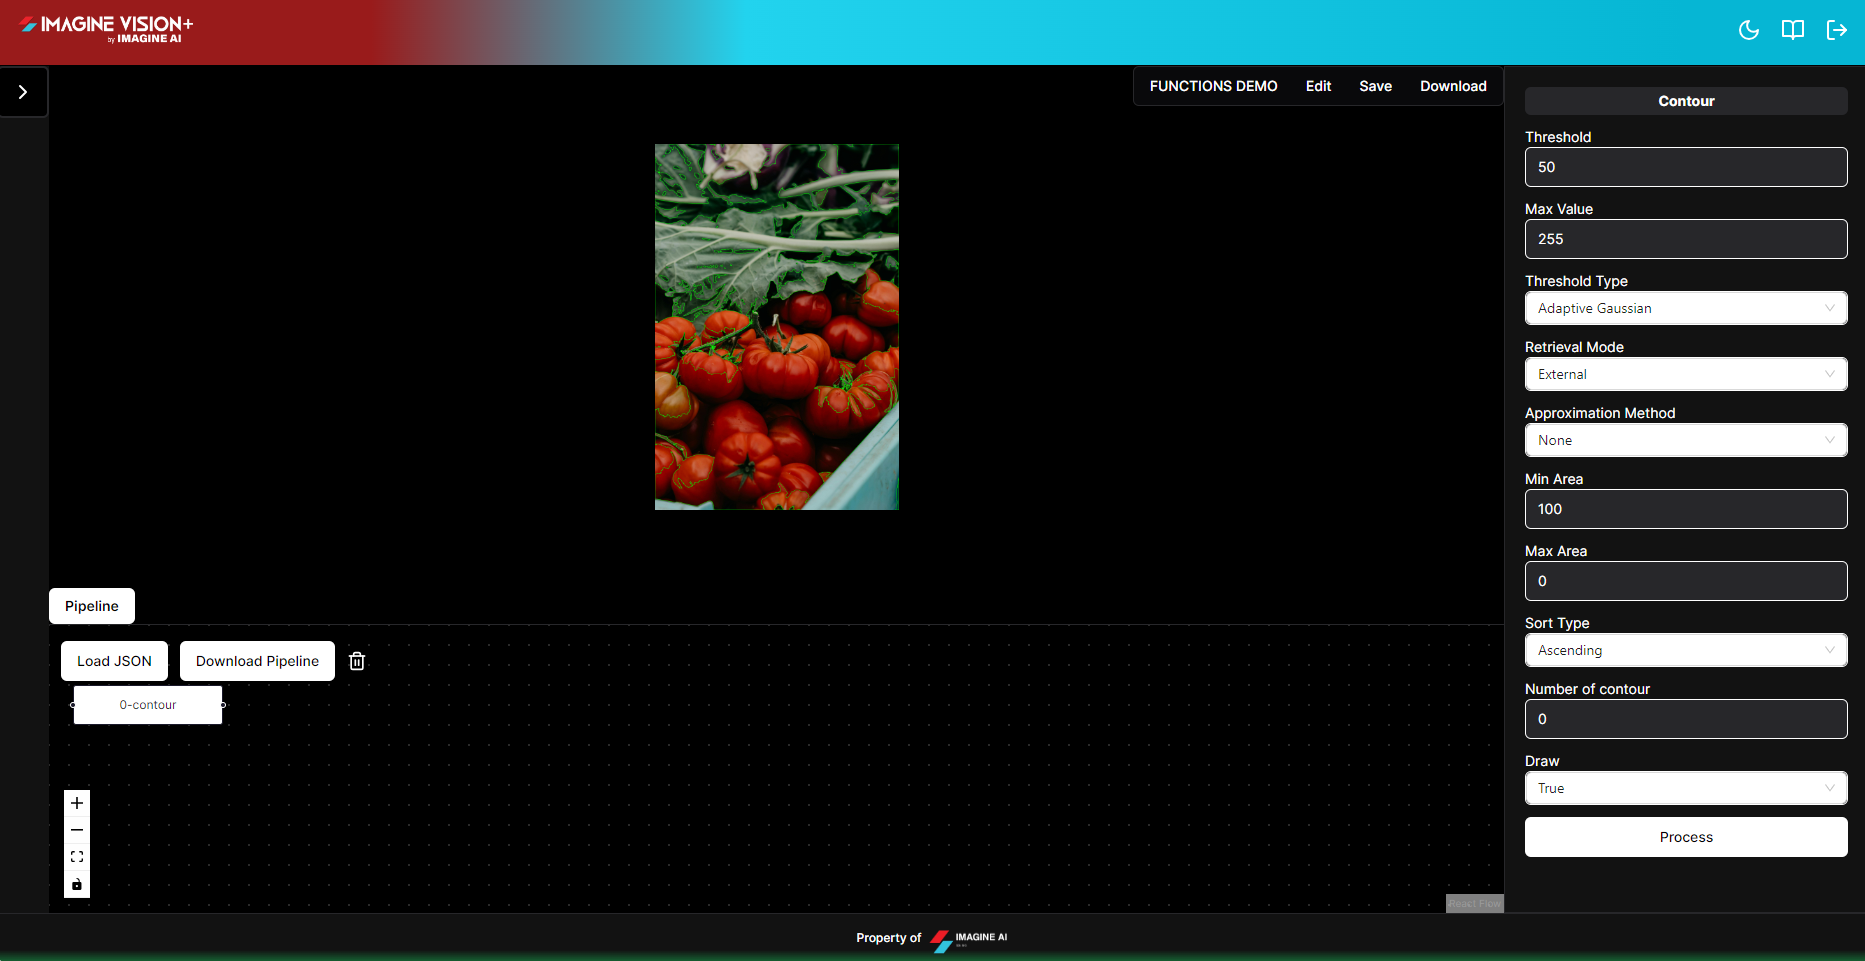 IMAGINE VISION+
by IMAGINE AI
FUNCTIONS DEMO Edit Save Download
Contour
Threshold
50
Max Value
255
Threshold Type
Adaptive Gaussian
Retrieval Mode
External
Approximation Method
None
Min Area
100
Max Area
0
Sort Type
Ascending
Number of contour
0
Draw
True
Process
Pipeline
Load JSON Download Pipeline
0-contour
React Flow
Property of IMAGINE AI